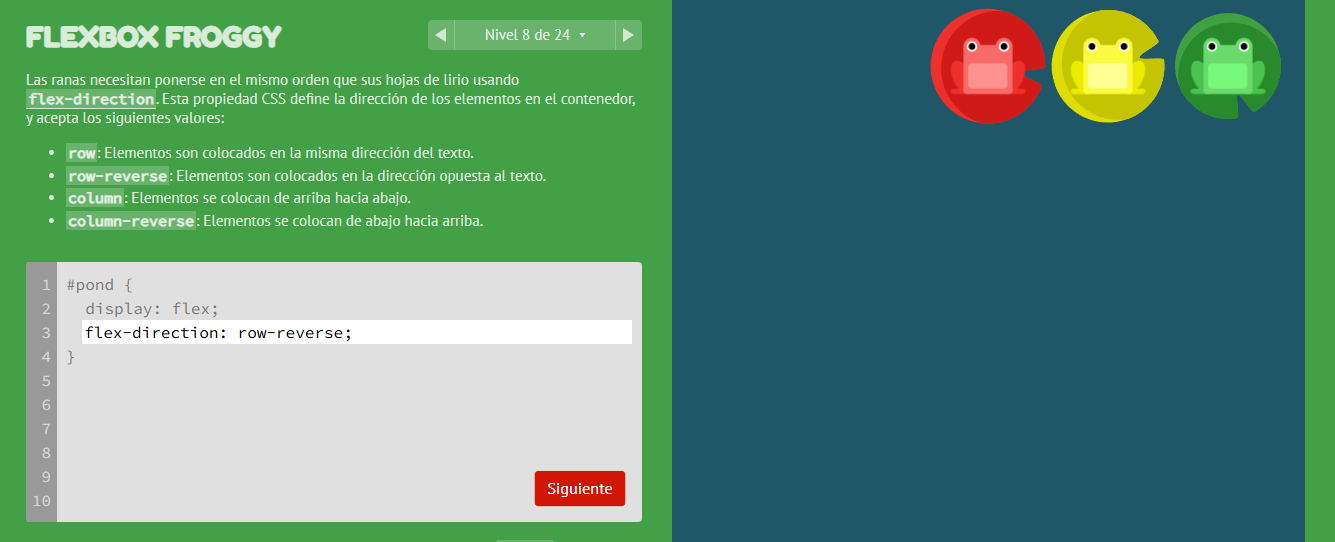 FLEXBOX FROGGY
Nivel 8 de 24
Las ranas necesitan ponerse en el mismo orden que sus hojas de lirio usando
flex-direction. Esta propiedad CSS define la dirección de los elementos en el contenedor,
y acepta los siguientes valores:
row: Elementos son colocados en la misma dirección del texto.
row-reverse: Elementos son colocados en la dirección opuesta al texto.
column: Elementos se colocan de arriba hacia abajo.
column-reverse: Elementos se colocan de abajo hacia arriba.
1 #pond {
2 display: flex;
3 flex-direction: row-reverse;
4 }
5
6
7
8
9
10
Siguiente